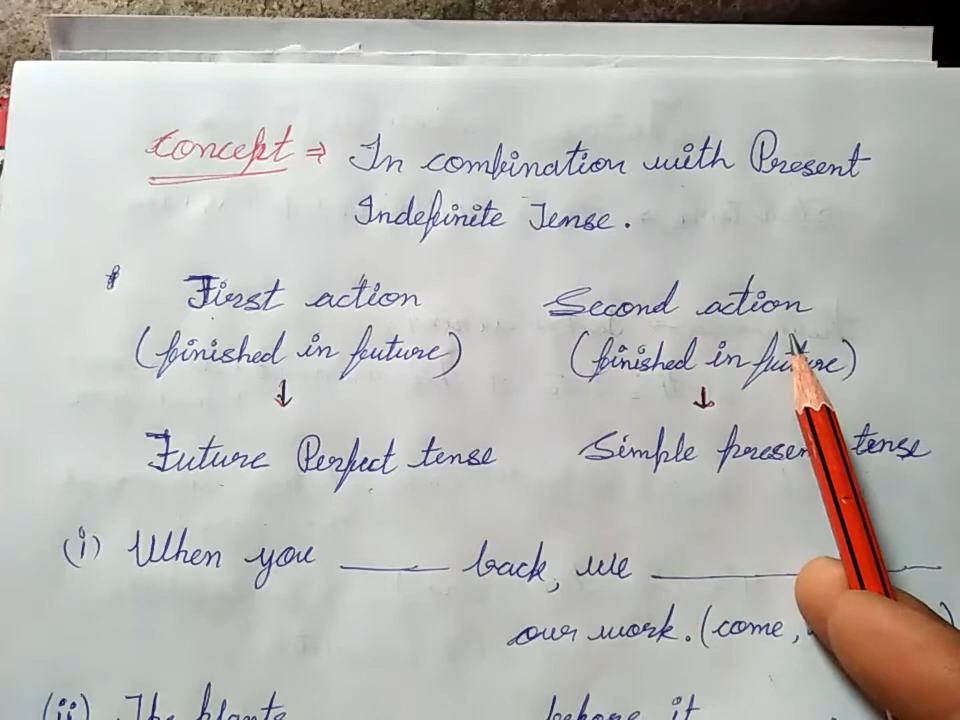 Concept ⇒ In combination with Present
Indefinite Tense.
First action Second action
(finished in future) (finished in future)
↓ ↓
Future Perfect tense Simple present tense
(i) When you ____ back, we ____
our work. (come,
(ii) The plants before it